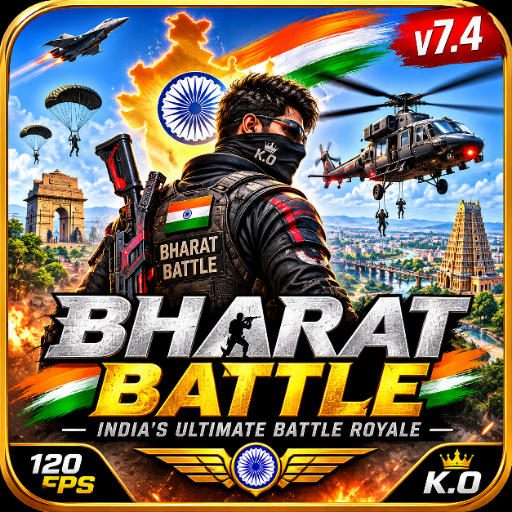 v7.4
K.O
BHARAT
BATTLE
BHARAT
BATTLE
INDIA'S ULTIMATE BATTLE ROYALE
120
FPS
K.O